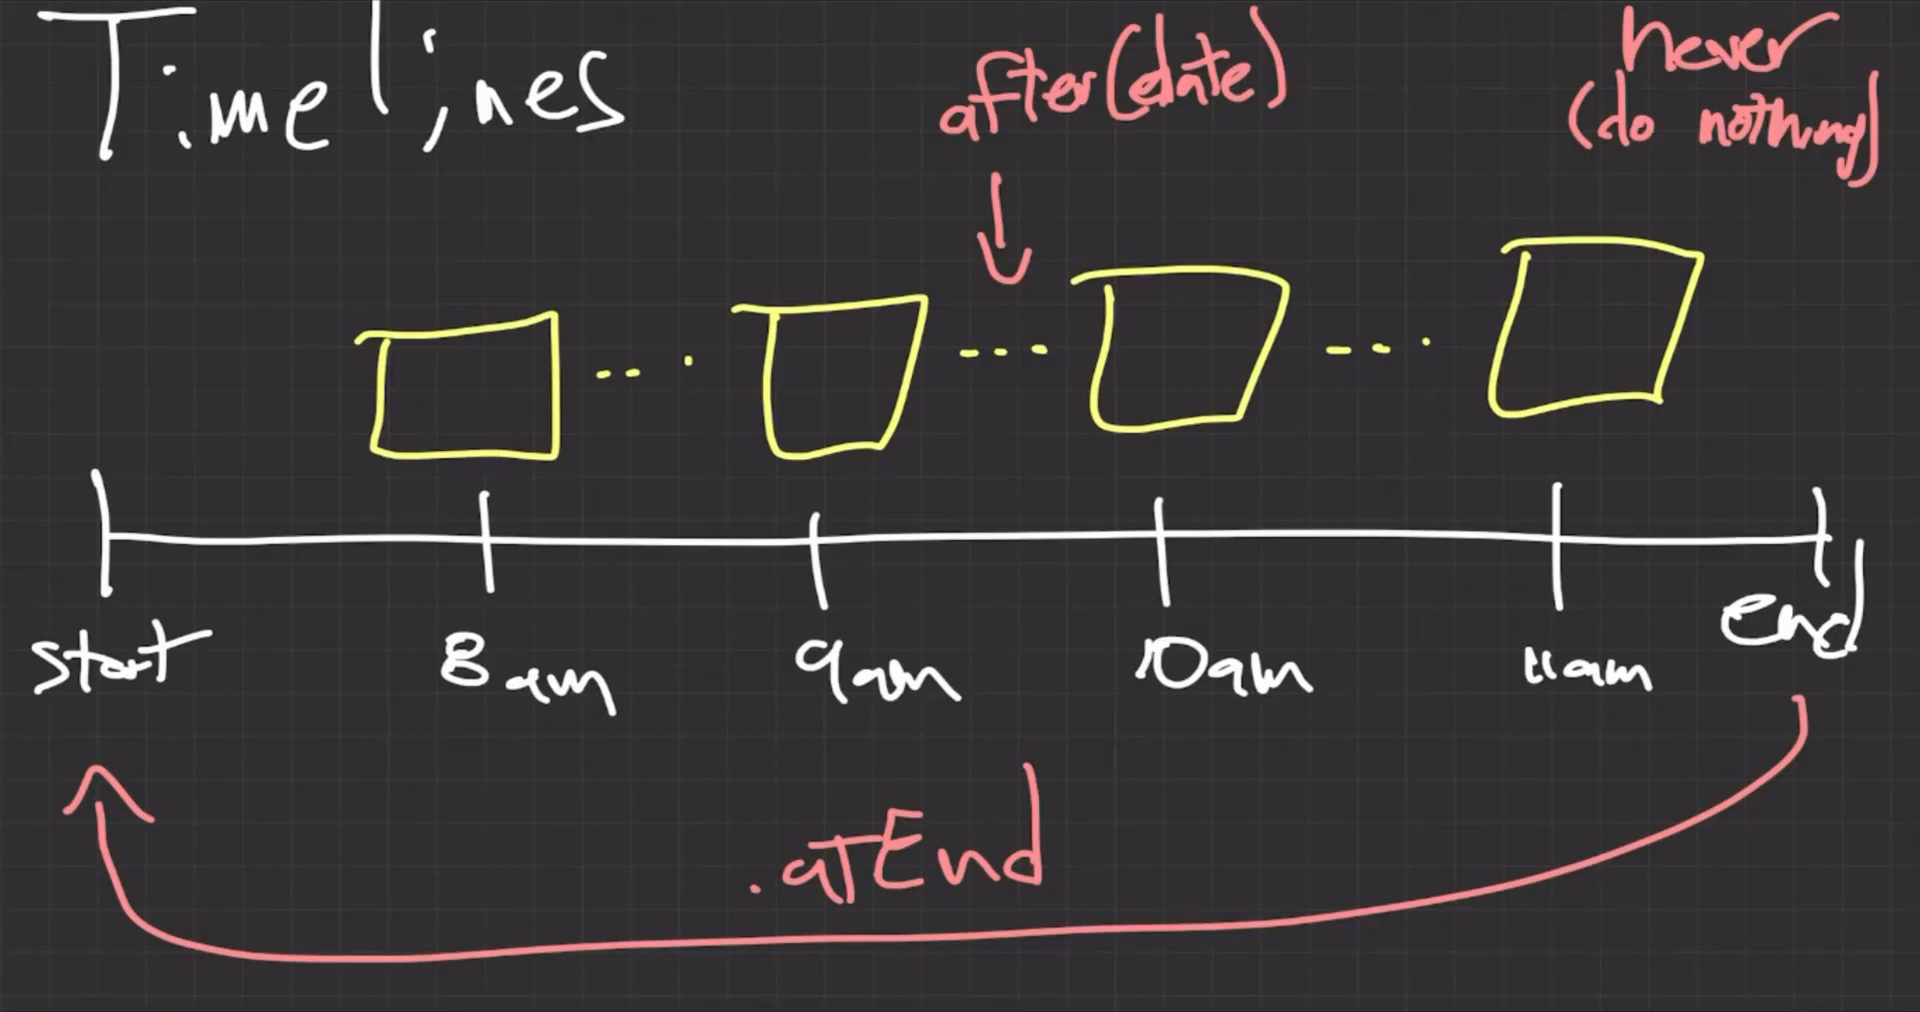 Timelines
after(date)
never
(do nothing)
start
8am
9am
10am
11am
end
.atEnd